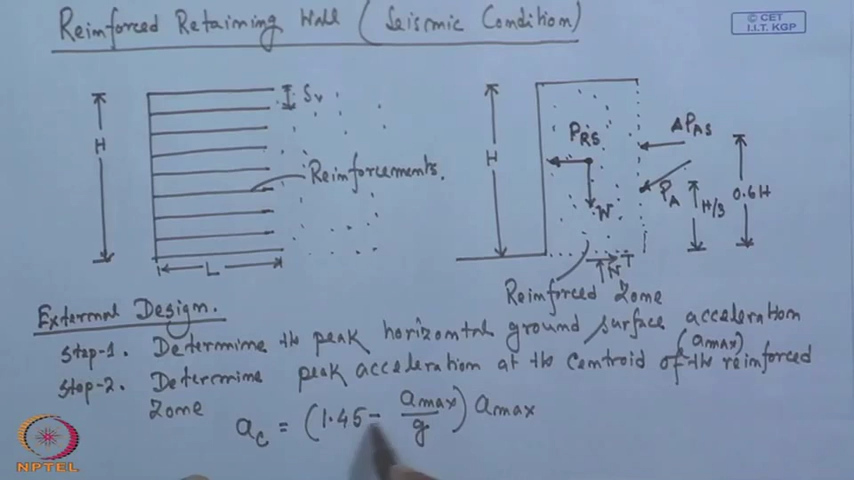 Reinforced Retaining Wall (Seismic Condition)
© CET
I.I.T. KGP
H
Sv
Reinforcements.
L
H
PRS
W
ΔPAS
PA
H/3
0.6H
N
T
Reinforced Zone
External Design.
Step-1. Determine the peak horizontal ground surface acceleration
(amax)
Step-2. Determine peak acceleration at the centroid of the reinforced
Zone
ac = (1.45 - amax/g) amax
NPTEL